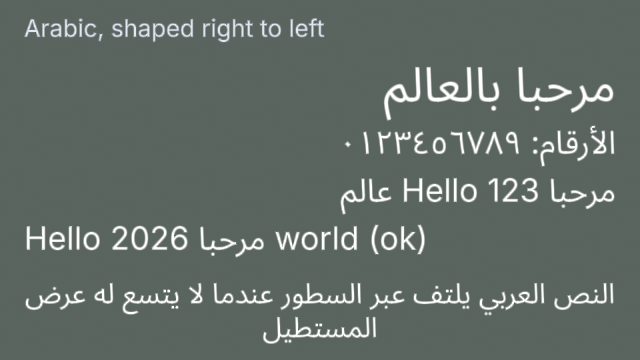 Arabic, shaped right to left
مرحبا بالعالم
الأرقام: ٠١٢٣٤٥٦٧٨٩
مرحبا Hello 123 عالم
Hello 2026 مرحبا world (ok)
النص العربي يلتف عبر السطور عندما لا يتسع له عرض
المستطيل